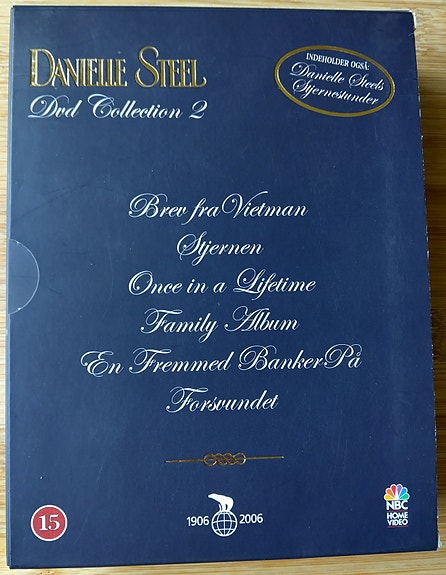 DANIELLE STEEL
Dvd Collection 2
INDEHOLDER OGSÅ:
Danielle Steels
Stjernestunder
Brev fra Vietman
Stjernen
Once in a Lifetime
Family Album
En Fremmed Banker På
Forsvundet
15
1906 2006
NBC
HOME
VIDEO